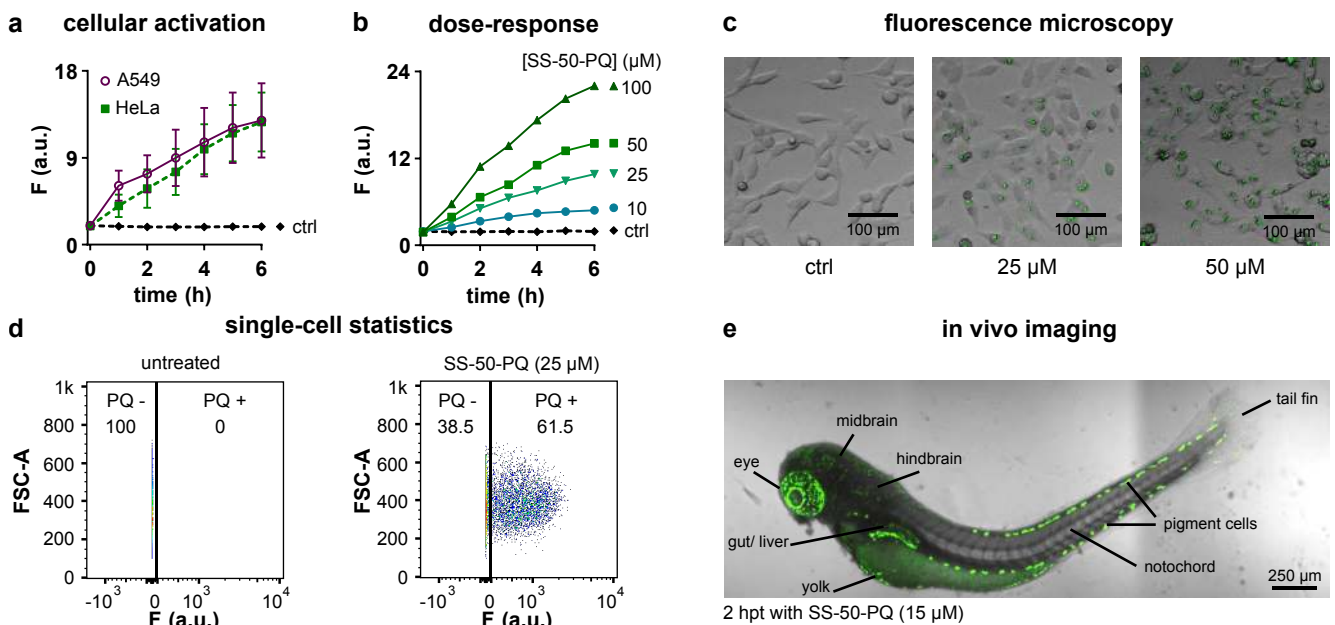 a cellular activation
18
9
0
F (a.u.)
A549
HeLa
ctrl
0 2 4 6
time (h)
b dose-response
[SS-50-PQ] (µM)
24
12
0
F (a.u.)
100
50
25
10
ctrl
0 2 4 6
time (h)
c fluorescence microscopy
100 µm
100 µm
100 µm
ctrl
25 µM
50 µM
d single-cell statistics
untreated
1k
800
600
400
200
0
FSC-A
PQ - PQ +
100 0
-10³ 0 10³ 10⁴
F (a.u.)
SS-50-PQ (25 µM)
1k
800
600
400
200
0
FSC-A
PQ - PQ +
38.5 61.5
-10³ 0 10³ 10⁴
F (a.u.)
e in vivo imaging
tail fin
midbrain
hindbrain
eye
pigment cells
gut/ liver
notochord
yolk
250 µm
2 hpt with SS-50-PQ (15 µM)